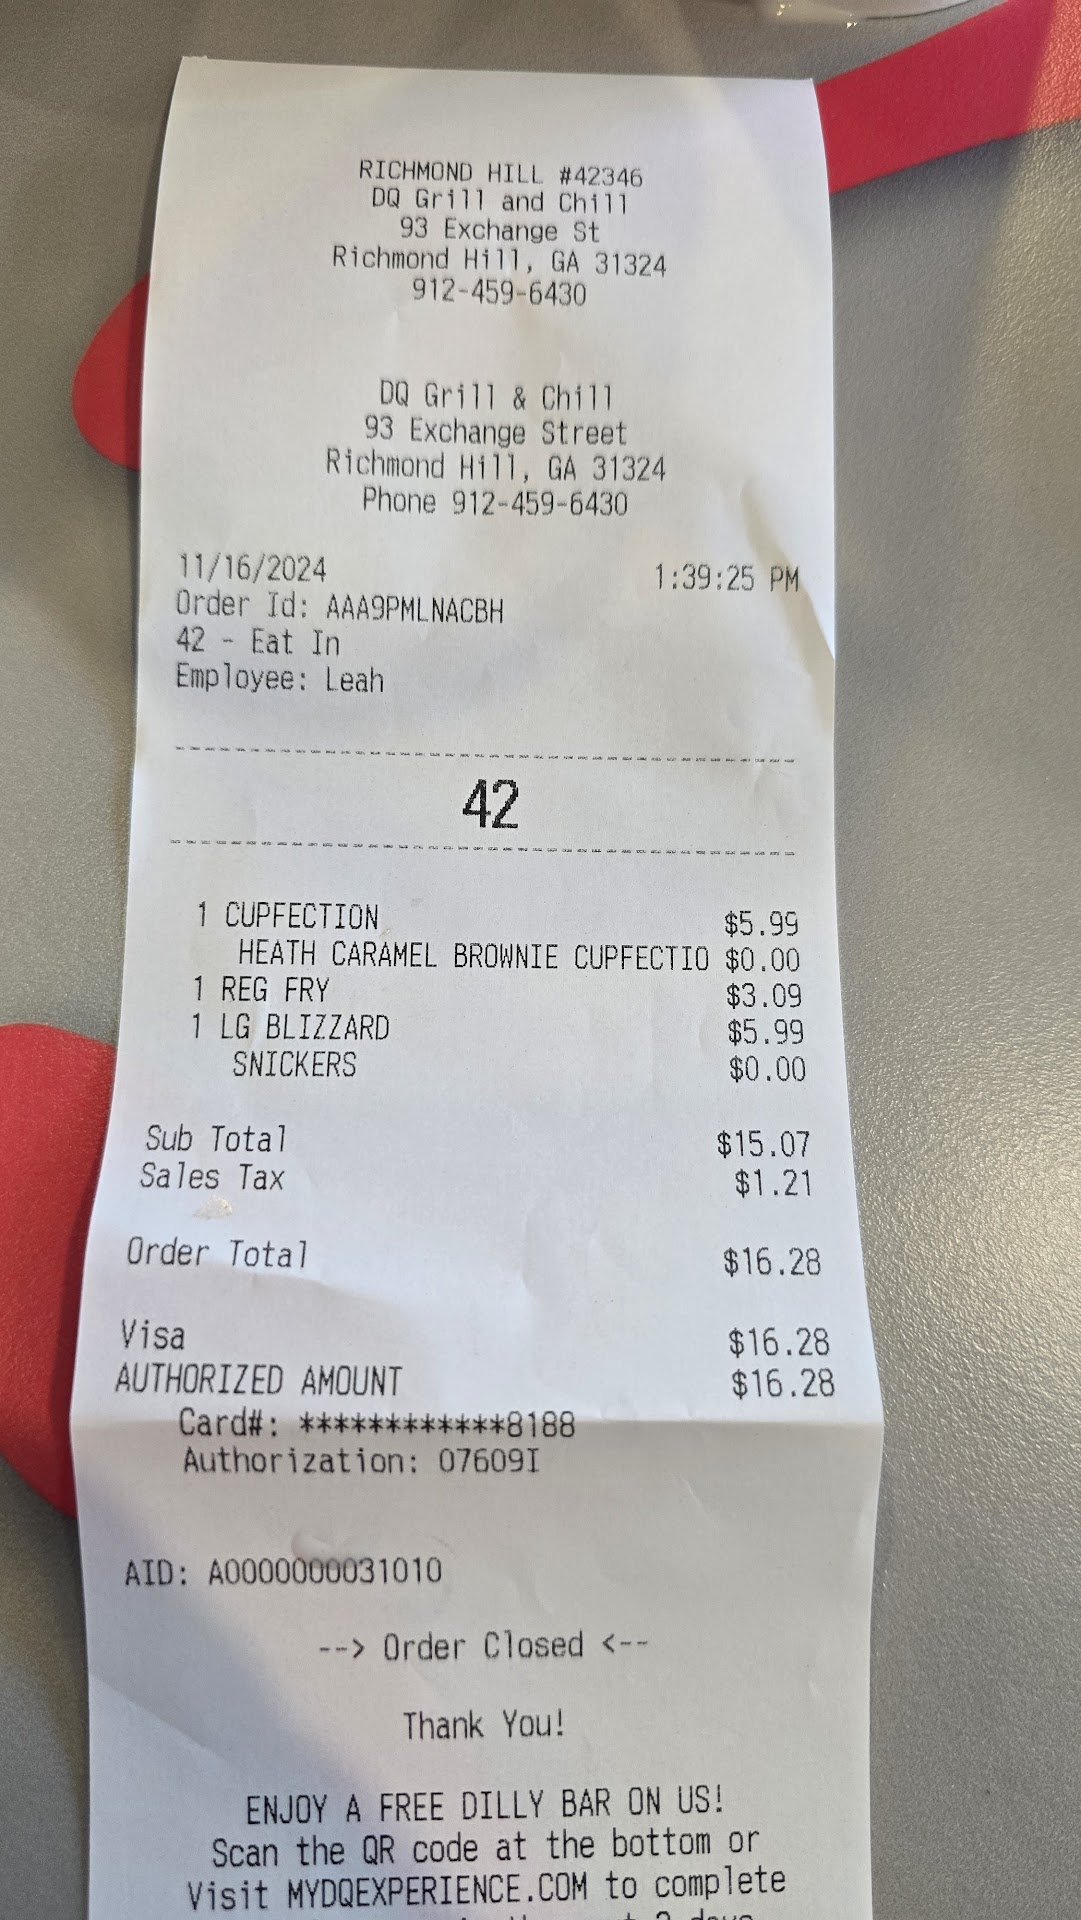 RICHMOND HILL #42346
DQ Grill and Chill
93 Exchange St
Richmond Hill, GA 31324
912-459-6430
DQ Grill & Chill
93 Exchange Street
Richmond Hill, GA 31324
Phone 912-459-6430
11/16/2024 1:39:25 PM
Order Id: AAA9PMLNACBH
42 - Eat In
Employee: Leah
42
1 CUPFECTION $5.99
HEATH CARAMEL BROWNIE CUPFECTIO $0.00
1 REG FRY $3.09
1 LG BLIZZARD $5.99
SNICKERS $0.00
Sub Total $15.07
Sales Tax $1.21
Order Total $16.28
Visa $16.28
AUTHORIZED AMOUNT $16.28
Card#: ************8188
Authorization: 07609I
AID: A0000000031010
--> Order Closed <--
Thank You!
ENJOY A FREE DILLY BAR ON US!
Scan the QR code at the bottom or
Visit MYDQEXPERIENCE.COM to complete